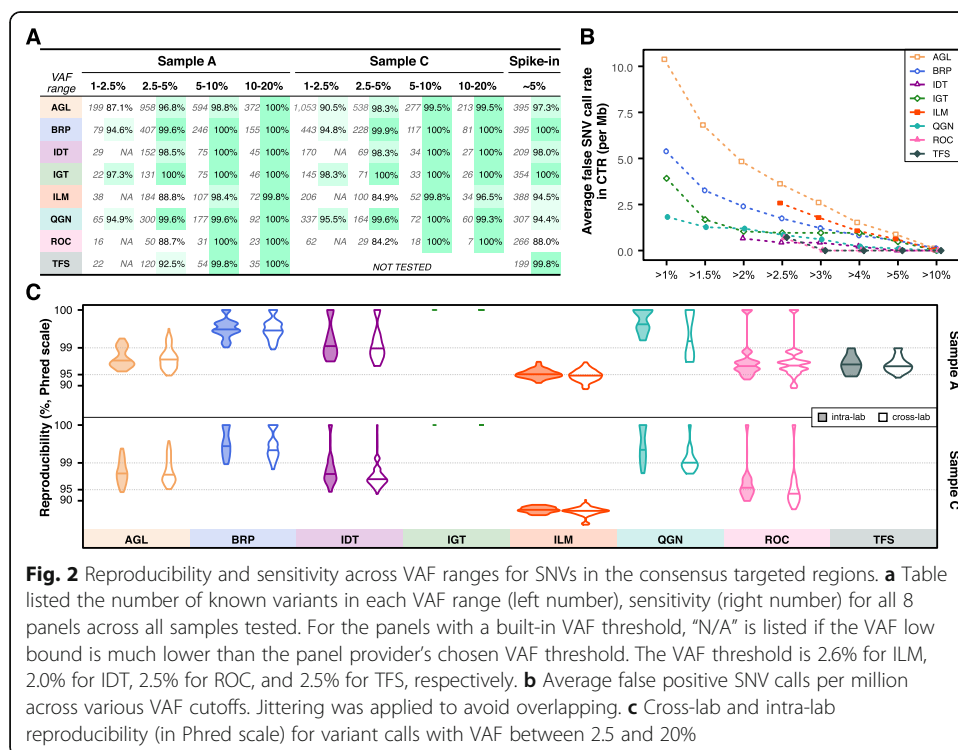 A
Sample A Sample C Spike-in
VAF range 1-2.5% 2.5-5% 5-10% 10-20% 1-2.5% 2.5-5% 5-10% 10-20% ~5%
AGL 199 87.1% 958 96.8% 594 98.8% 372 100% 1,053 90.5% 538 98.3% 277 99.5% 213 99.5% 395 97.3%
BRP 79 94.6% 407 99.6% 246 100% 155 100% 443 94.8% 228 99.9% 117 100% 81 100% 395 100%
IDT 29 NA 152 98.5% 75 100% 45 100% 170 NA 69 98.3% 34 100% 27 100% 209 98.0%
IGT 22 97.3% 131 100% 75 100% 46 100% 145 98.3% 71 100% 33 100% 26 100% 354 100%
ILM 38 NA 184 88.8% 107 98.4% 72 99.8% 206 NA 100 84.9% 52 99.8% 34 96.5% 388 94.5%
QGN 65 94.9% 300 99.6% 177 99.6% 92 100% 337 95.5% 164 99.6% 72 100% 60 99.3% 307 94.4%
ROC 16 NA 50 88.7% 31 100% 23 100% 62 NA 29 84.2% 18 100% 7 100% 266 88.0%
TFS 22 NA 120 92.5% 54 99.8% 35 100% NOT TESTED 199 99.8%
B
Average false SNV call rate
in CTR (per Mb)
10.0
7.5
5.0
2.5
0.0
>1% >1.5% >2% >2.5% >3% >4% >5% >10%
AGL
BRP
IDT
IGT
ILM
QGN
ROC
TFS
C
Reproducibility (%, Phred scale)
100
99
95
90
Sample A
intra-lab cross-lab
100
99
95
90
Sample C
AGL BRP IDT IGT ILM QGN ROC TFS
Fig. 2 Reproducibility and sensitivity across VAF ranges for SNVs in the consensus targeted regions. a Table
listed the number of known variants in each VAF range (left number), sensitivity (right number) for all 8
panels across all samples tested. For the panels with a built-in VAF threshold, “N/A” is listed if the VAF low
bound is much lower than the panel provider’s chosen VAF threshold. The VAF threshold is 2.6% for ILM,
2.0% for IDT, 2.5% for ROC, and 2.5% for TFS, respectively. b Average false positive SNV calls per million
across various VAF cutoffs. Jittering was applied to avoid overlapping. c Cross-lab and intra-lab
reproducibility (in Phred scale) for variant calls with VAF between 2.5 and 20%